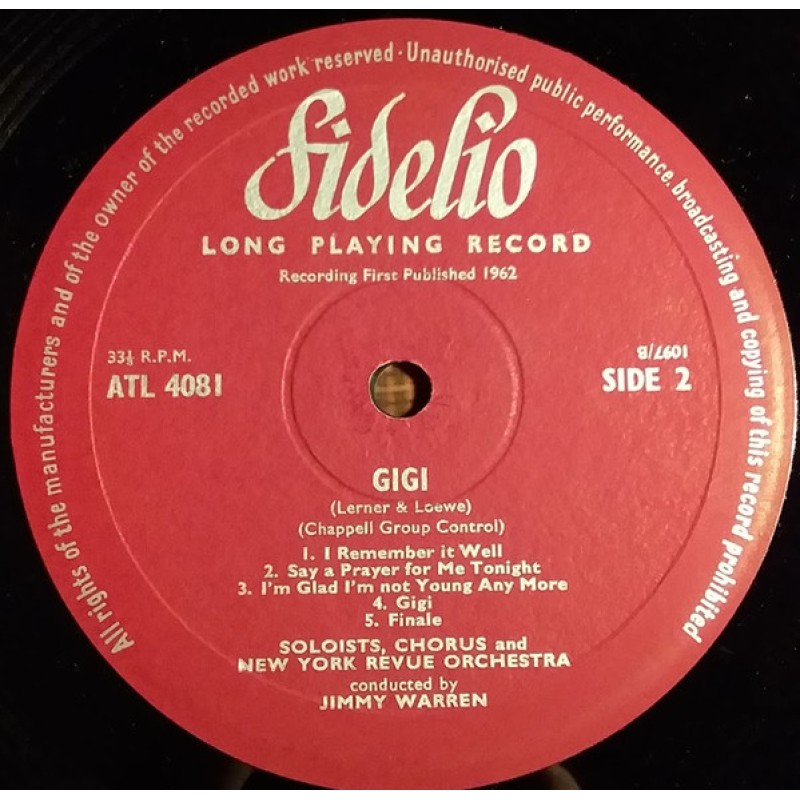 All rights of the manufacturers and of the owner of the recorded work reserved · Unauthorised public performance, broadcasting and copying of this record prohibited
Fidelio
LONG PLAYING RECORD
Recording First Published 1962
33⅓ R.P.M.
ATL 4081
1097/B
SIDE 2
GIGI
(Lerner & Loewe)
(Chappell Group Control)
1. I Remember it Well
2. Say a Prayer for Me Tonight
3. I'm Glad I'm not Young Any More
4. Gigi
5. Finale
SOLOISTS, CHORUS and
NEW YORK REVUE ORCHESTRA
conducted by
JIMMY WARREN